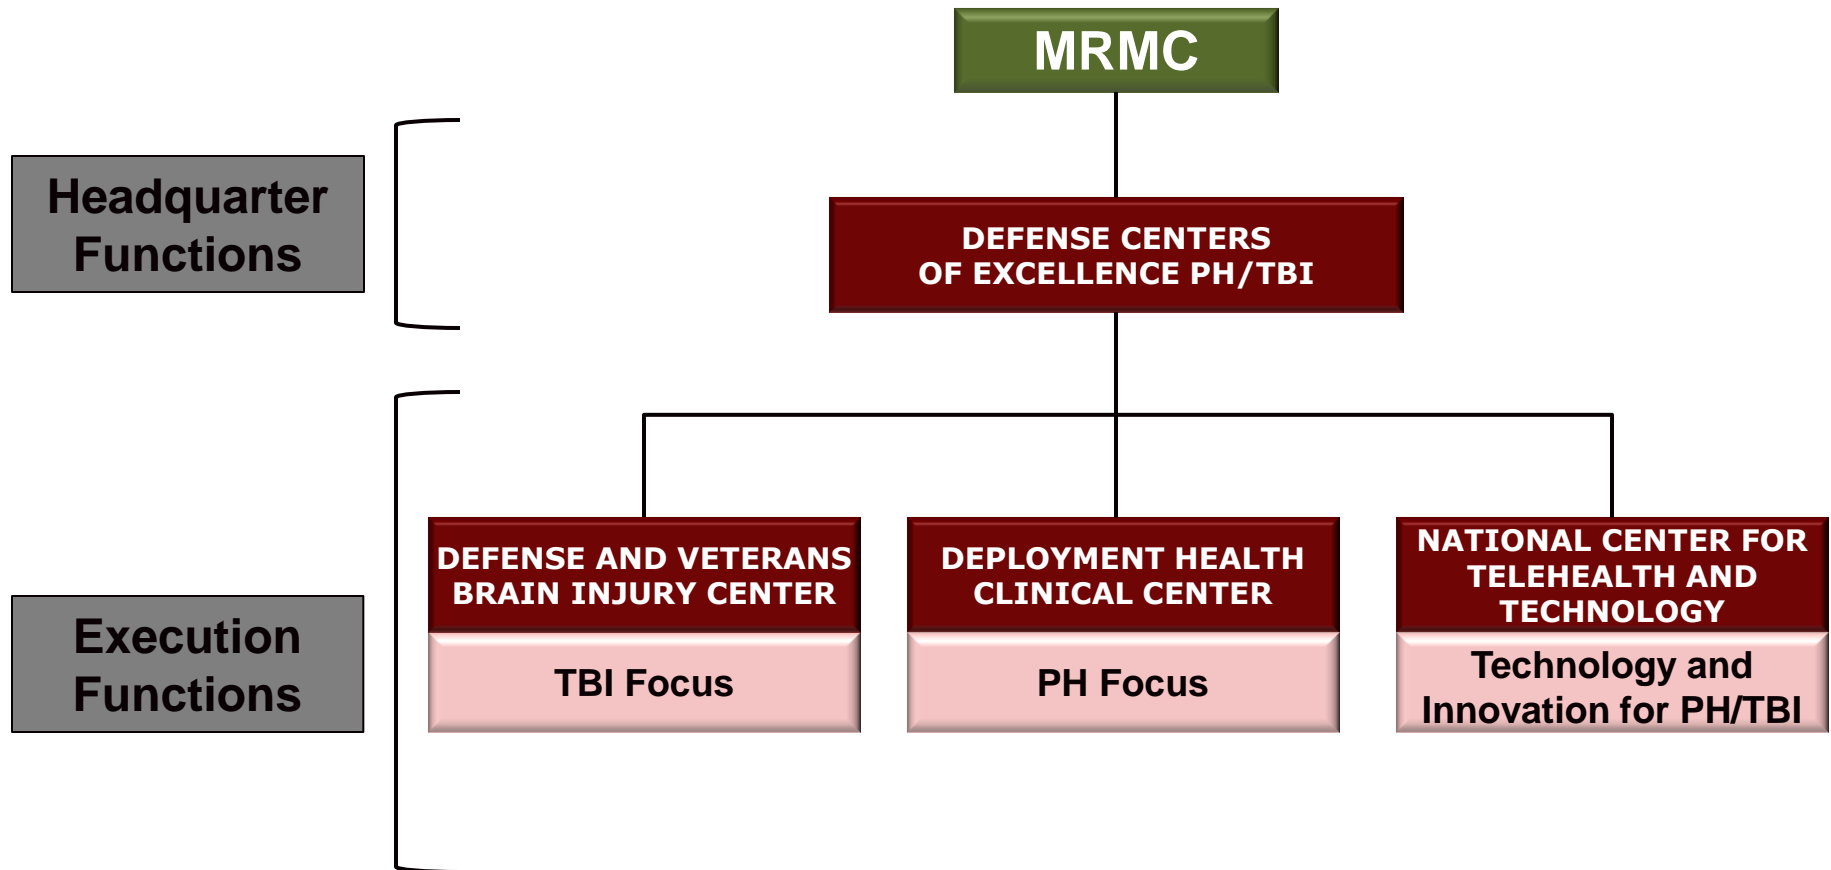 MRMC
Headquarter
Functions
DEFENSE CENTERS
OF EXCELLENCE PH/TBI
Execution
Functions
DEFENSE AND VETERANS
BRAIN INJURY CENTER
TBI Focus
DEPLOYMENT HEALTH
CLINICAL CENTER
PH Focus
NATIONAL CENTER FOR
TELEHEALTH AND
TECHNOLOGY
Technology and
Innovation for PH/TBI